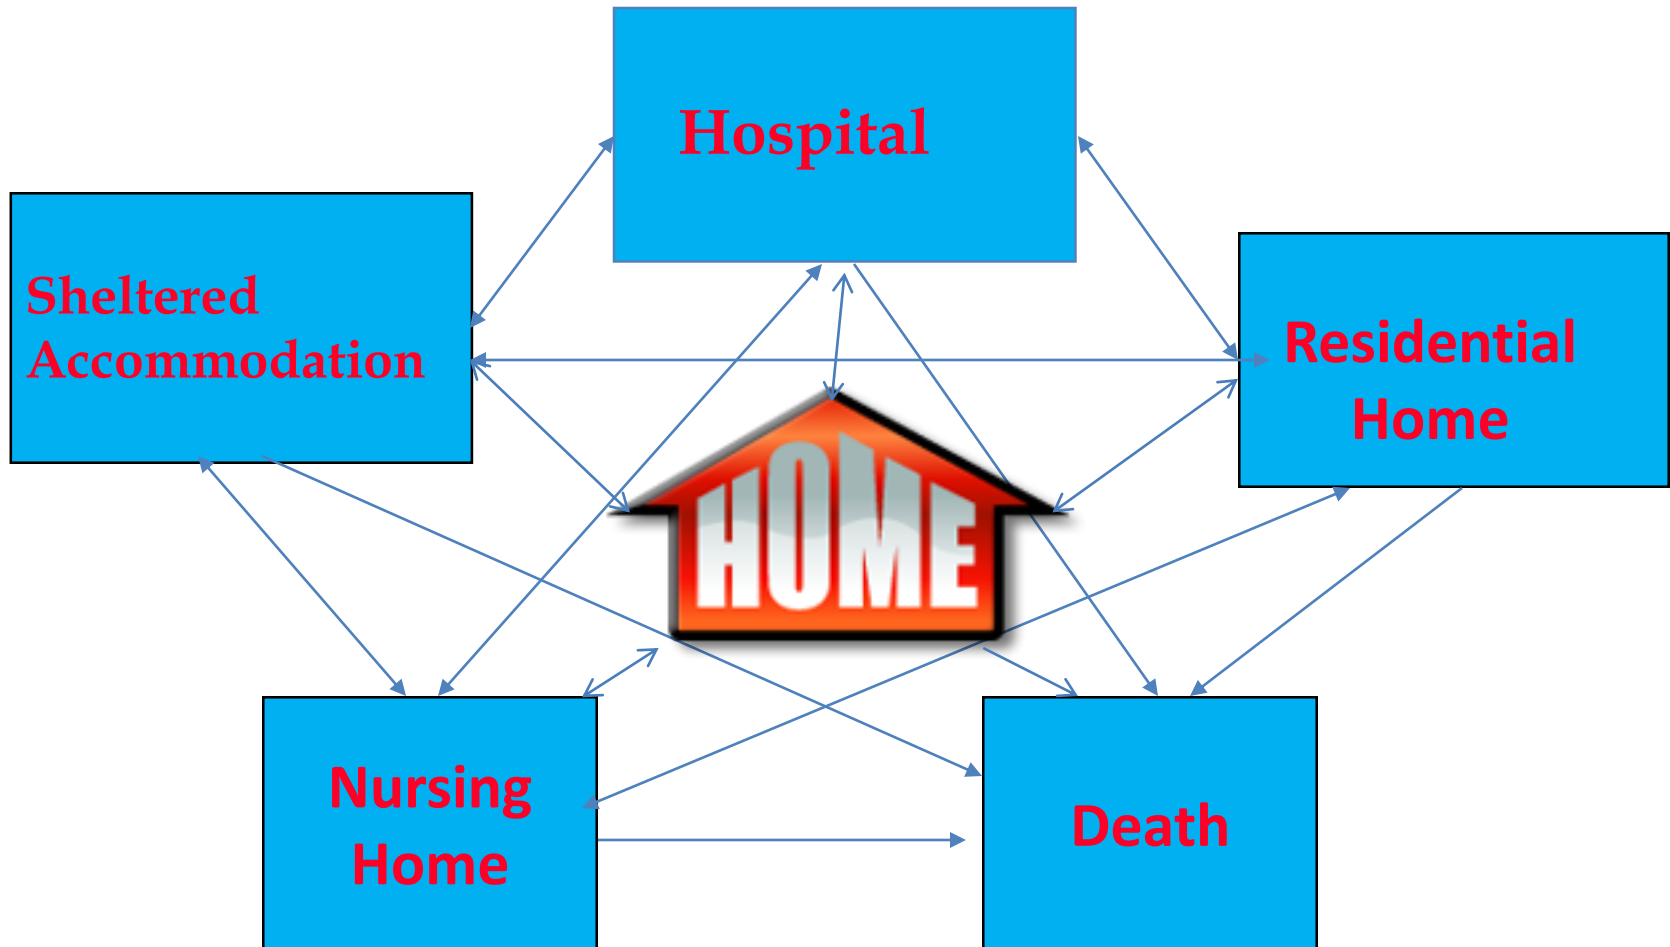 Hospital
Sheltered
Accommodation
Residential
Home
HOME
Nursing
Home
Death